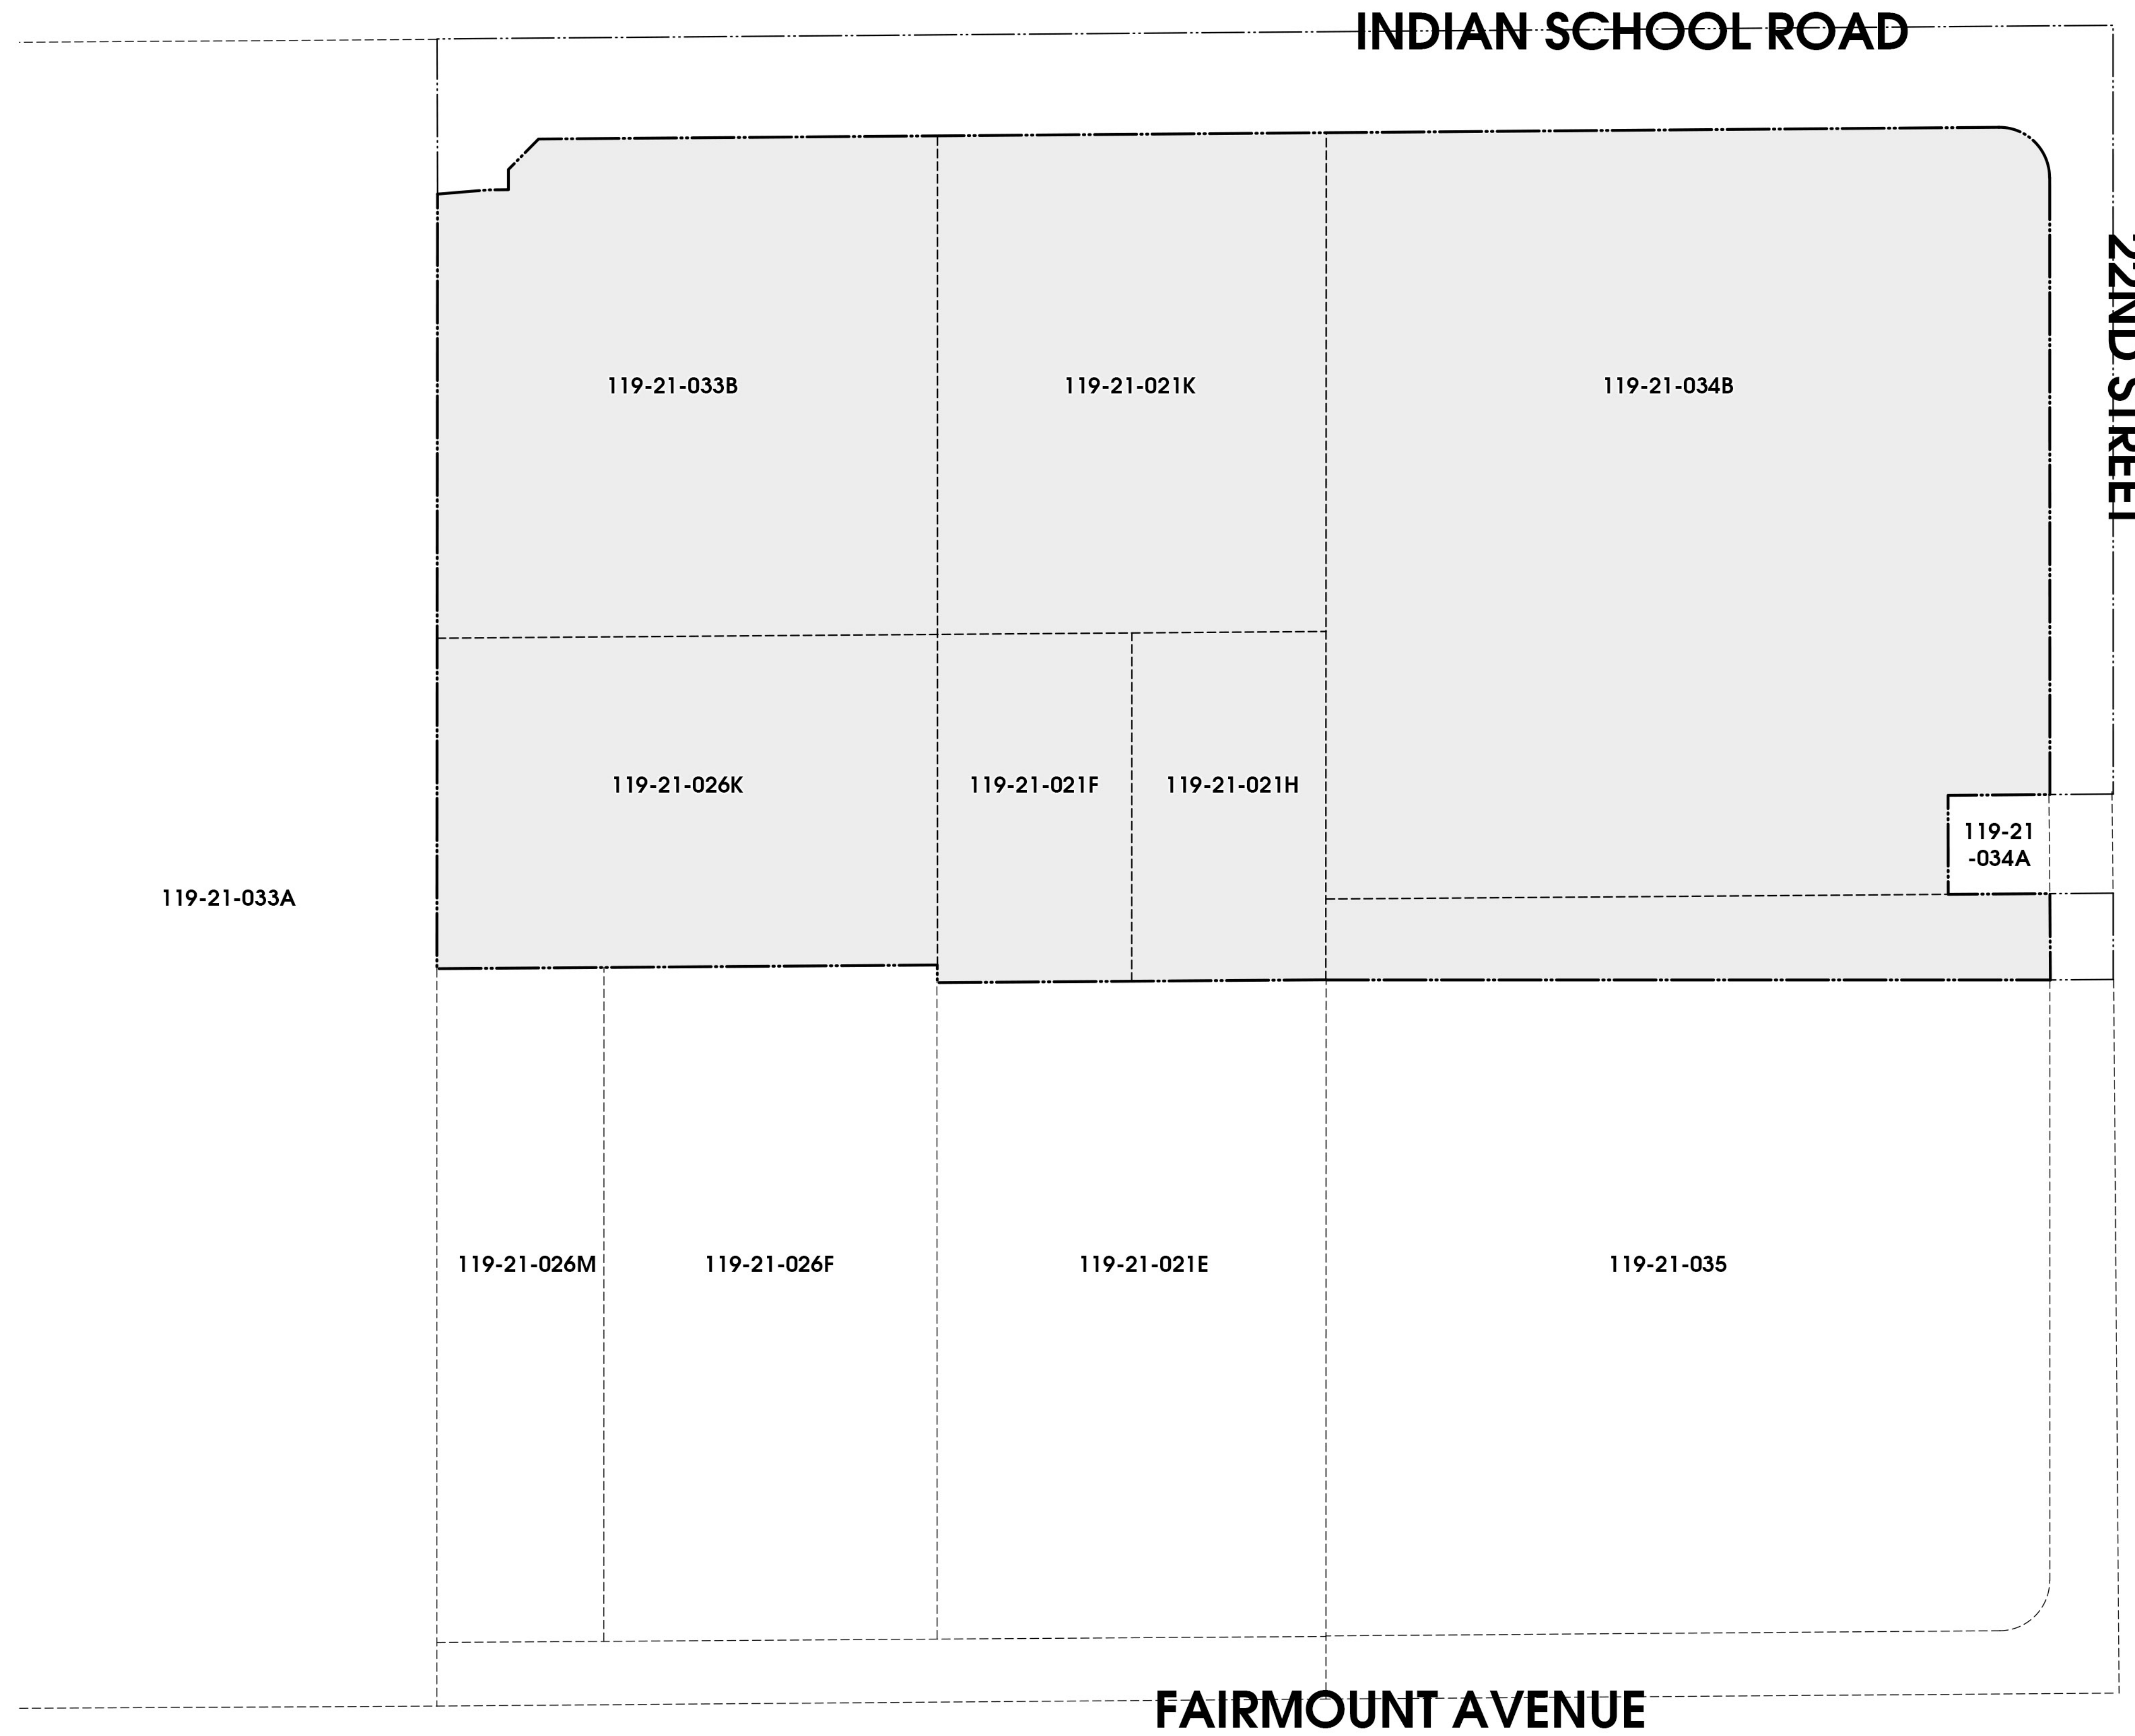 INDIAN SCHOOL ROAD
22ND STREET
119-21-033B
119-21-021K
119-21-034B
119-21-026K
119-21-021F
119-21-021H
119-21
-034A
119-21-033A
119-21-026M
119-21-026F
119-21-021E
119-21-035
FAIRMOUNT AVENUE